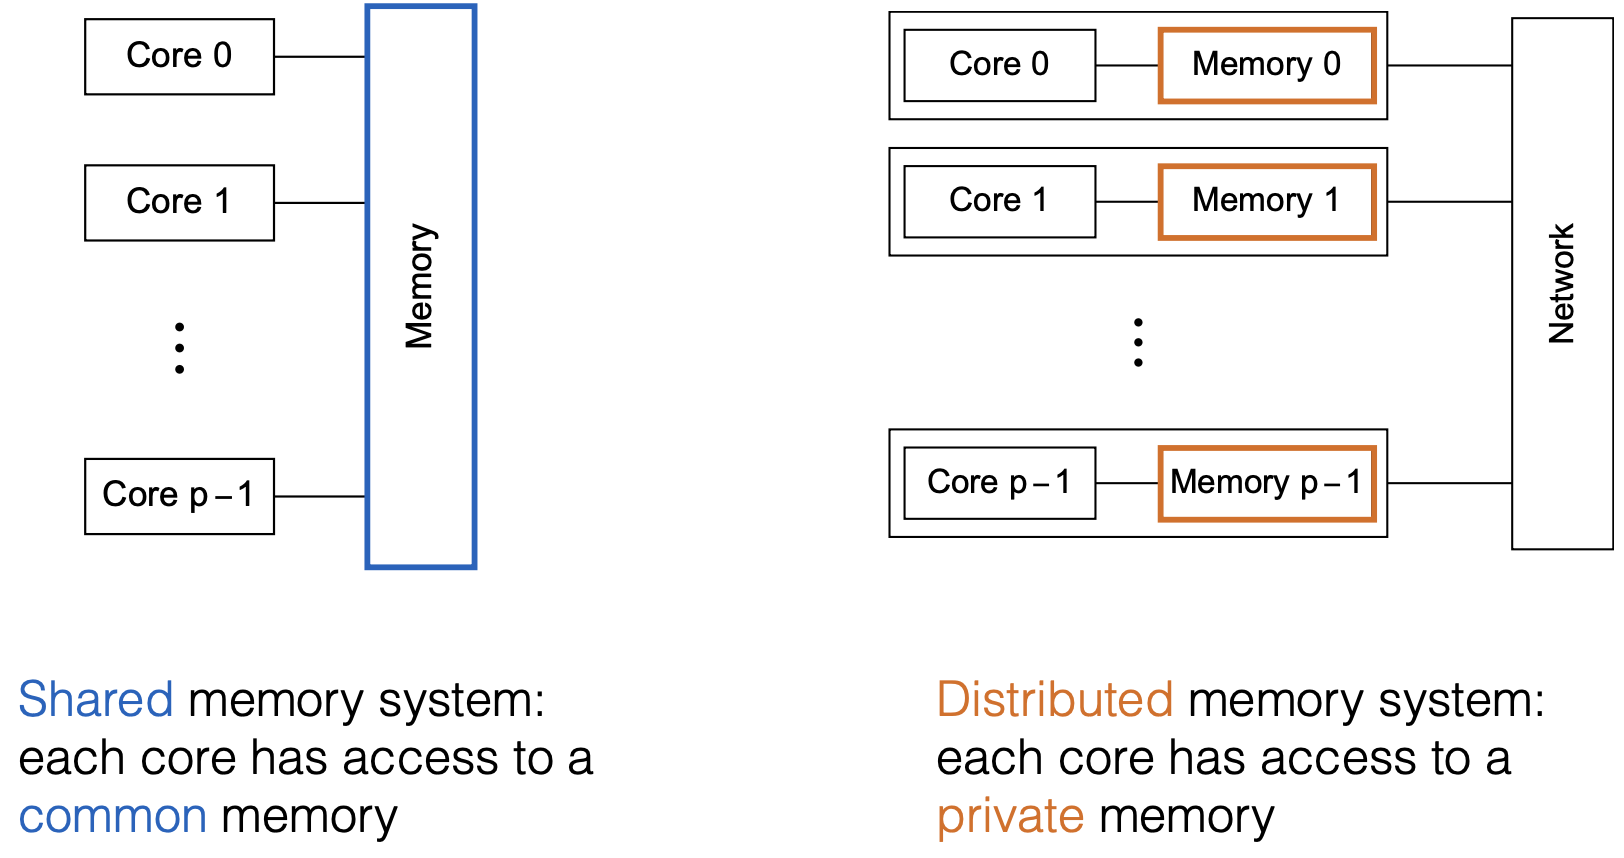 Core 0
Core 1
Core p – 1
Memory
Shared memory system:
each core has access to a
common memory
Core 0
Memory 0
Core 1
Memory 1
Core p – 1
Memory p – 1
Network
Distributed memory system:
each core has access to a
private memory